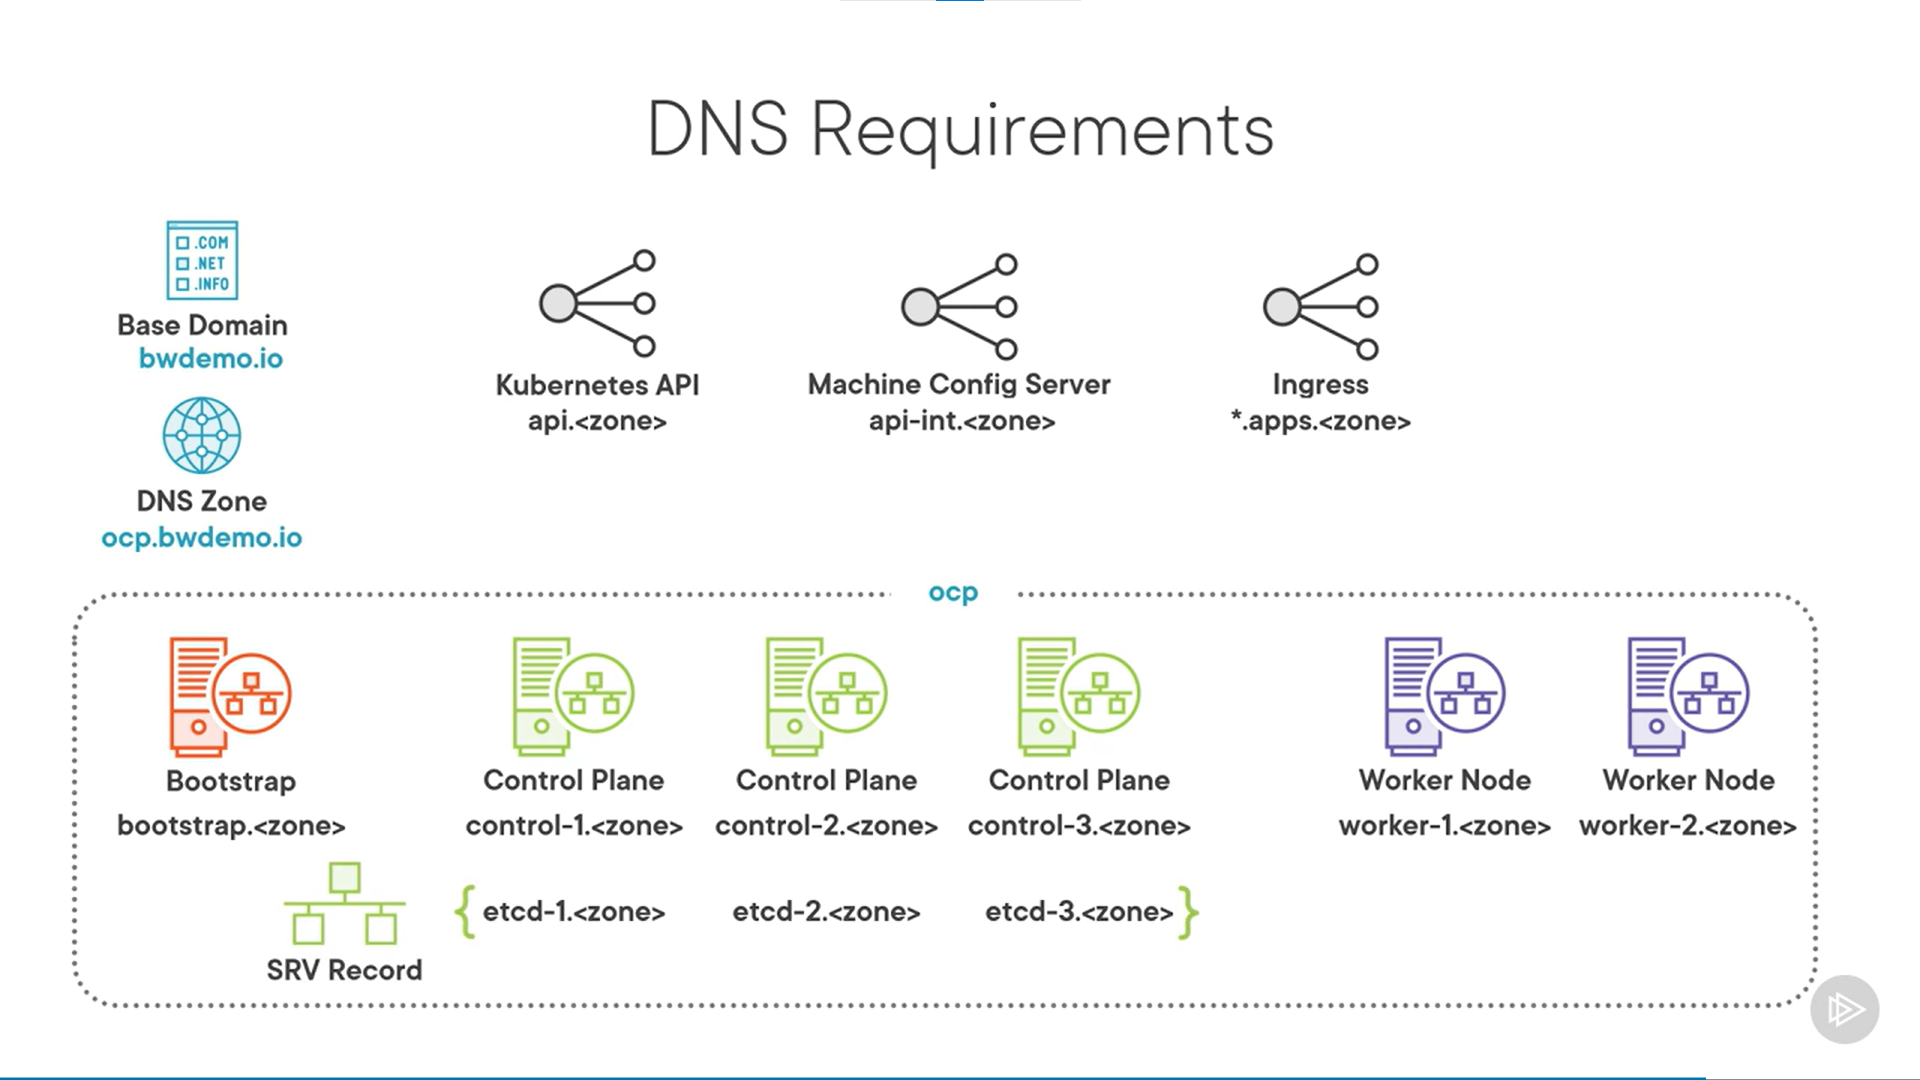 DNS Requirements
.COM
.NET
.INFO
Base Domain
bwdemo.io
DNS Zone
ocp.bwdemo.io
Kubernetes API
api.<zone>
Machine Config Server
api-int.<zone>
Ingress
*.apps.<zone>
ocp
Bootstrap
bootstrap.<zone>
Control Plane
control-1.<zone>
Control Plane
control-2.<zone>
Control Plane
control-3.<zone>
Worker Node
worker-1.<zone>
Worker Node
worker-2.<zone>
SRV Record
{ etcd-1.<zone> etcd-2.<zone> etcd-3.<zone> }